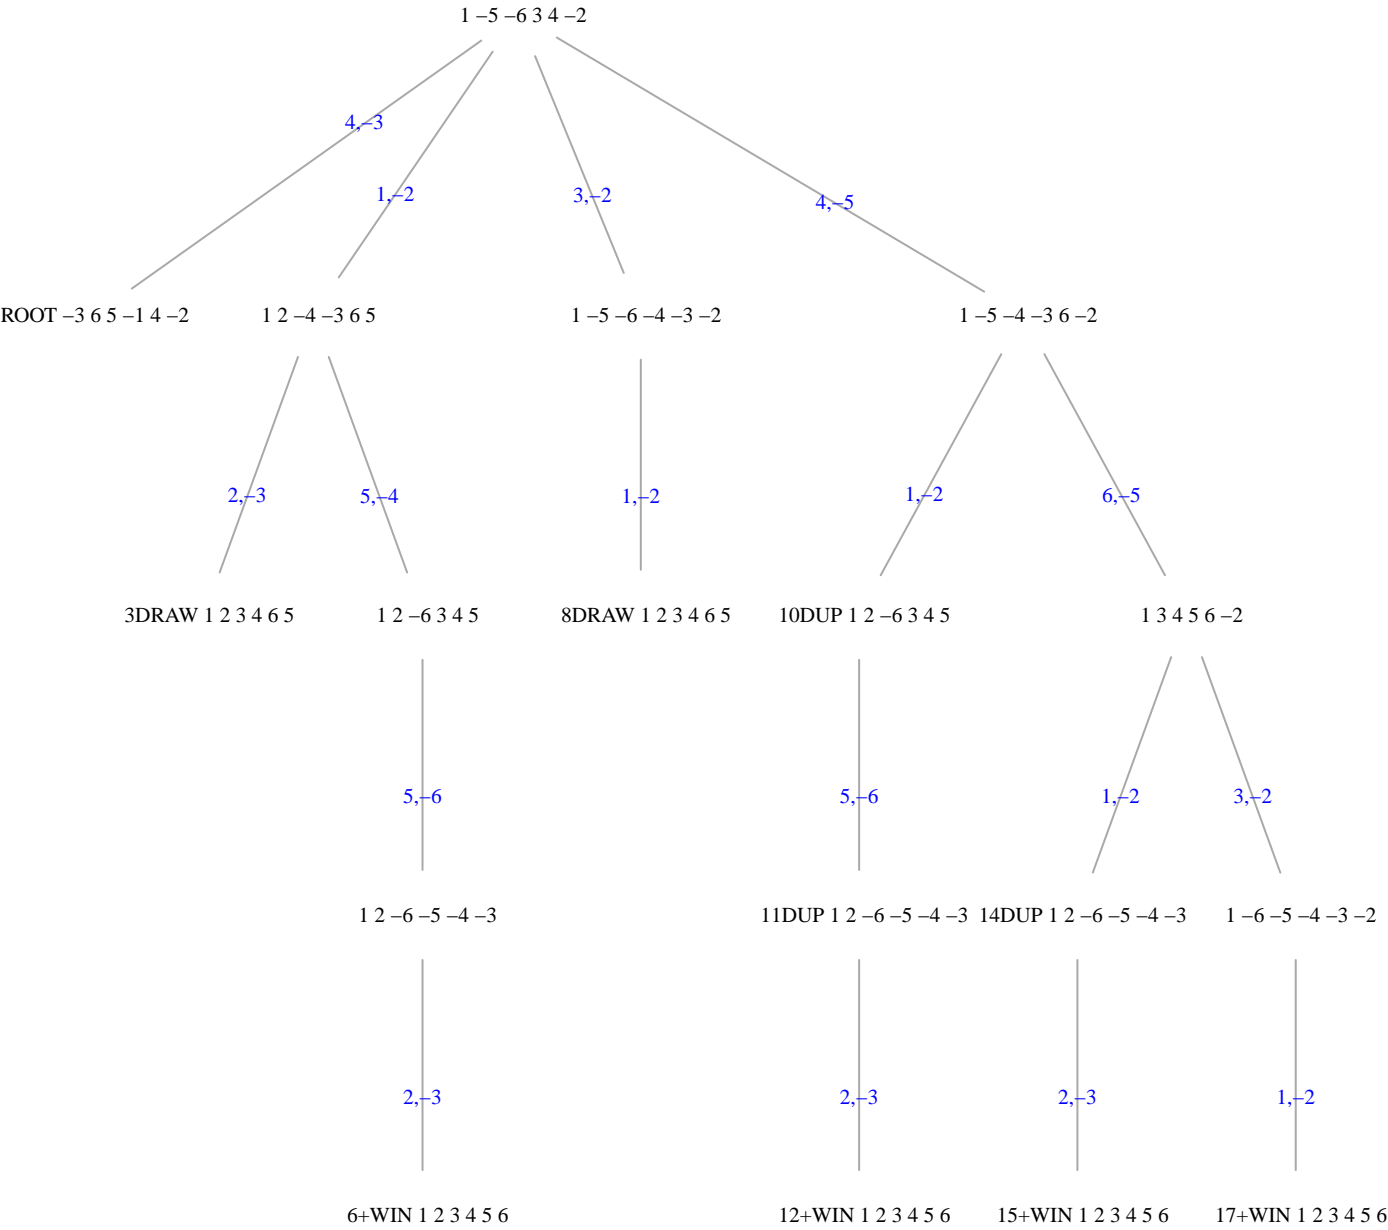 1 –5 –6 3 4 –2
4,–3
1,–2
3,–2
4,–5
ROOT –3 6 5 –1 4 –2
1 2 –4 –3 6 5
1 –5 –6 –4 –3 –2
1 –5 –4 –3 6 –2
2,–3
5,–4
1,–2
1,–2
6,–5
3DRAW 1 2 3 4 6 5
1 2 –6 3 4 5
8DRAW 1 2 3 4 6 5
10DUP 1 2 –6 3 4 5
1 3 4 5 6 –2
5,–6
5,–6
1,–2
3,–2
1 2 –6 –5 –4 –3
11DUP 1 2 –6 –5 –4 –3
14DUP 1 2 –6 –5 –4 –3
1 –6 –5 –4 –3 –2
2,–3
2,–3
2,–3
1,–2
6+WIN 1 2 3 4 5 6
12+WIN 1 2 3 4 5 6
15+WIN 1 2 3 4 5 6
17+WIN 1 2 3 4 5 6